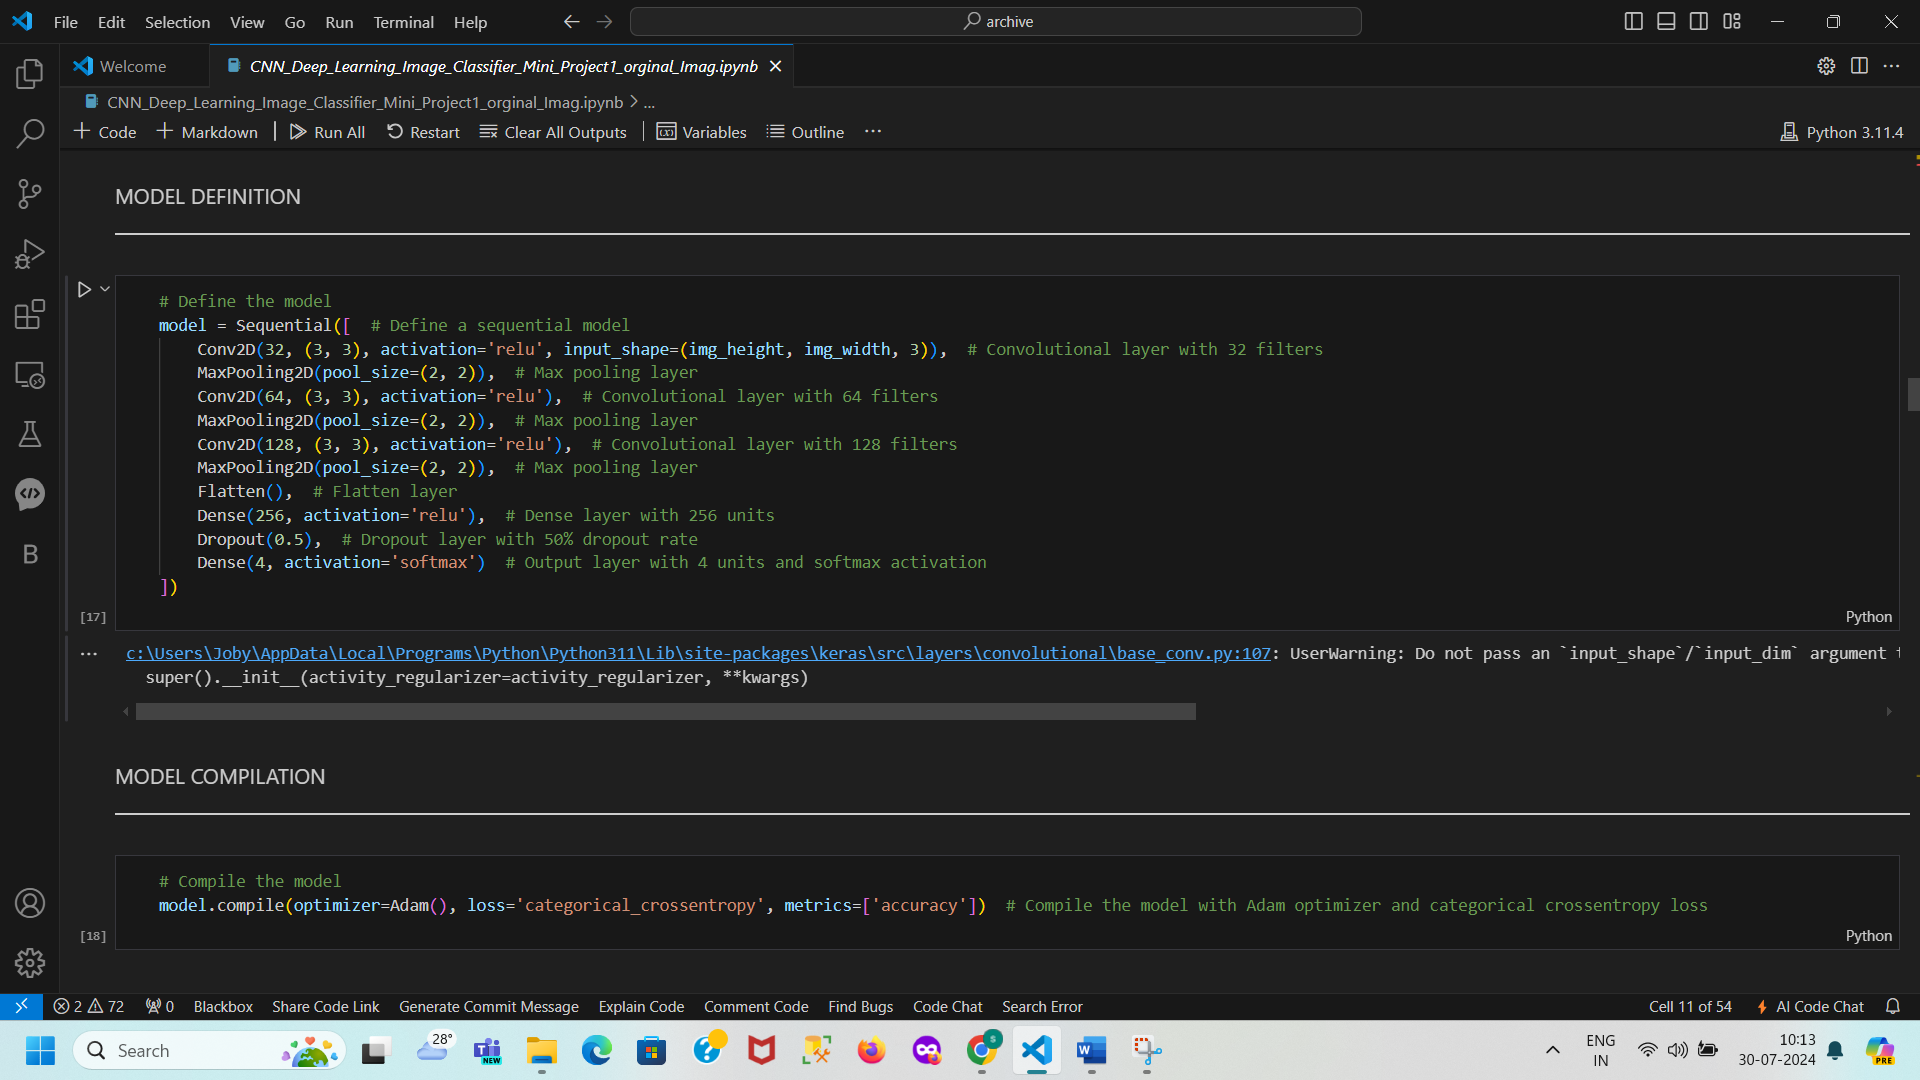 File Edit Selection View Go Run Terminal Help archive
Welcome CNN_Deep_Learning_Image_Classifier_Mini_Project1_orginal_Imag.ipynb
CNN_Deep_Learning_Image_Classifier_Mini_Project1_orginal_Imag.ipynb > ...
+ Code + Markdown Run All Restart Clear All Outputs Variables Outline ... Python 3.11.4
MODEL DEFINITION
# Define the model
model = Sequential([  # Define a sequential model
    Conv2D(32, (3, 3), activation='relu', input_shape=(img_height, img_width, 3)),  # Convolutional layer with 32 filters
    MaxPooling2D(pool_size=(2, 2)),  # Max pooling layer
    Conv2D(64, (3, 3), activation='relu'),  # Convolutional layer with 64 filters
    MaxPooling2D(pool_size=(2, 2)),  # Max pooling layer
    Conv2D(128, (3, 3), activation='relu'),  # Convolutional layer with 128 filters
    MaxPooling2D(pool_size=(2, 2)),  # Max pooling layer
    Flatten(),  # Flatten layer
    Dense(256, activation='relu'),  # Dense layer with 256 units
    Dropout(0.5),  # Dropout layer with 50% dropout rate
    Dense(4, activation='softmax')  # Output layer with 4 units and softmax activation
])
[17] Python
... c:\Users\Joby\AppData\Local\Programs\Python\Python311\Lib\site-packages\keras\src\layers\convolutional\base_conv.py:107: UserWarning: Do not pass an `input_shape`/`input_dim` argument
  super().__init__(activity_regularizer=activity_regularizer, **kwargs)
MODEL COMPILATION
# Compile the model
model.compile(optimizer=Adam(), loss='categorical_crossentropy', metrics=['accuracy'])  # Compile the model with Adam optimizer and categorical crossentropy loss
[18] Python
B
2 72 0 Blackbox Share Code Link Generate Commit Message Explain Code Comment Code Find Bugs Code Chat Search Error Cell 11 of 54 AI Code Chat
Search 28° NEW S W ENG 10:13 PRE
IN 30-07-2024